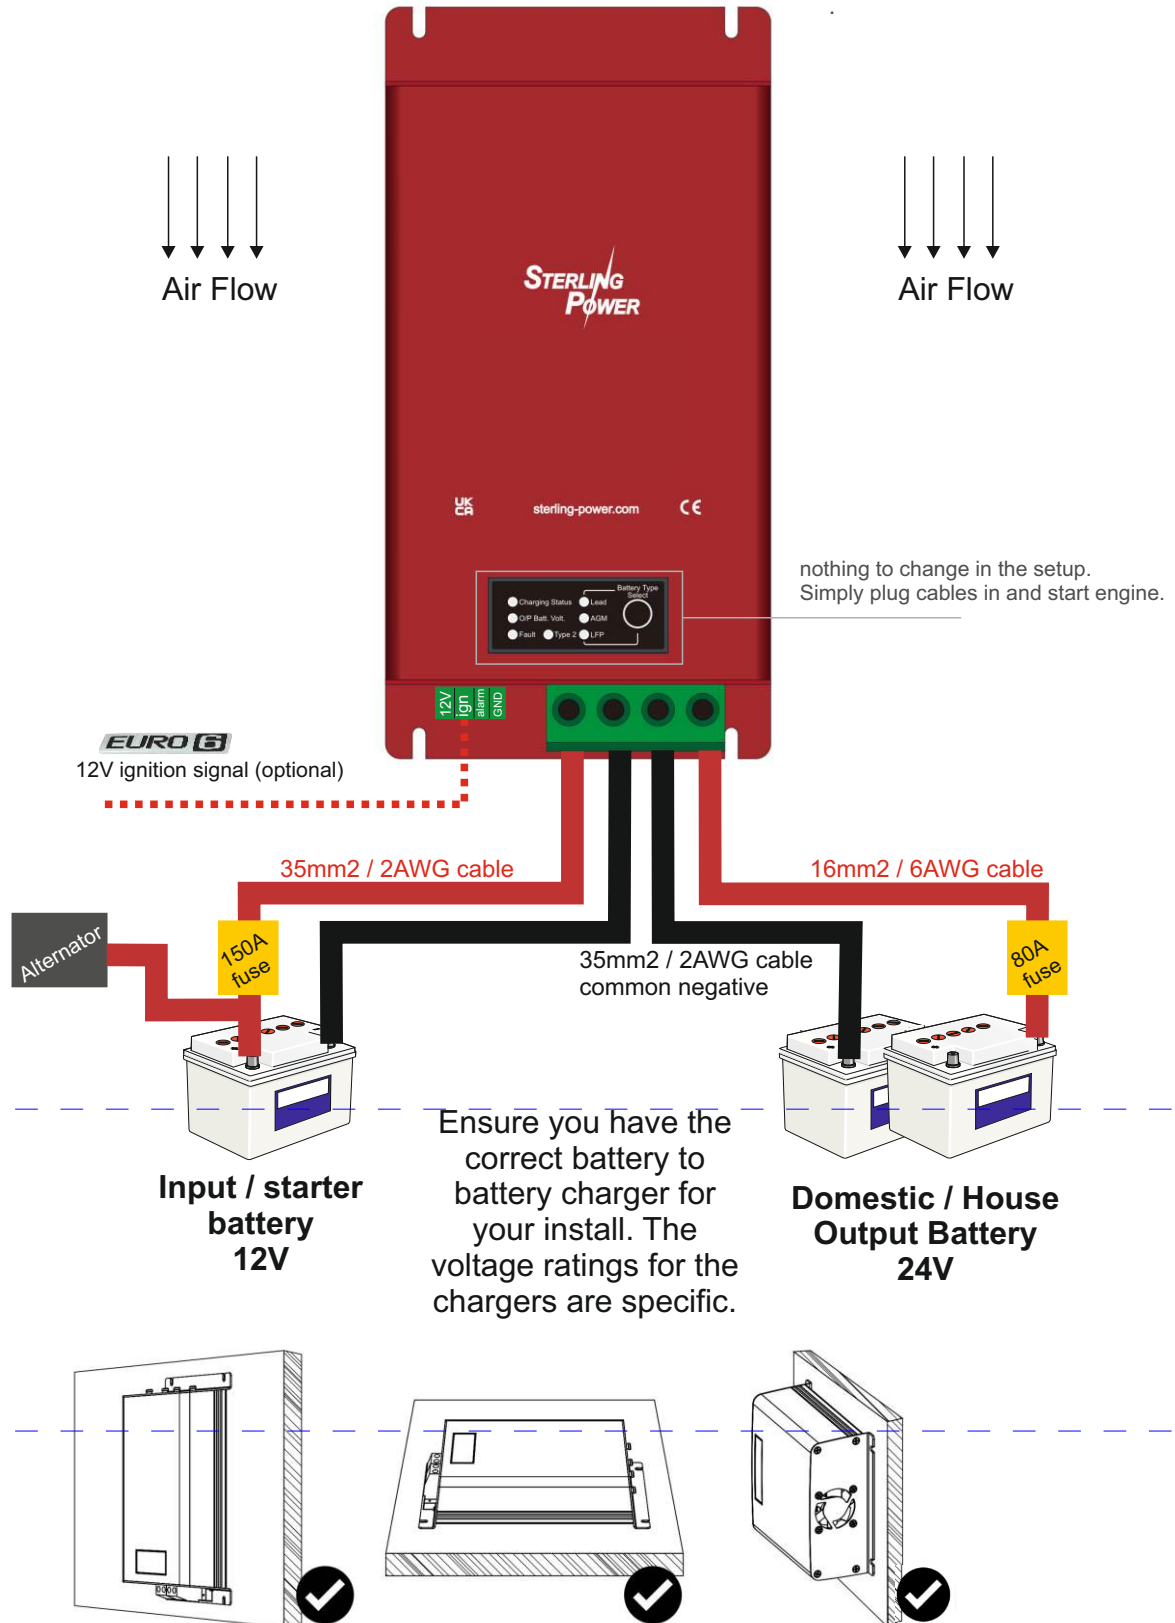 STERLING
POWER
Air Flow
Air Flow
UK
CA
sterling-power.com
CE
nothing to change in the setup.
Simply plug cables in and start engine.
Battery Type
Select
Charging Status
Lead
O/P Batt. Volt.
AGM
Fault
Type 2
LFP
12V
ign
alarm
GND
EURO 6
12V ignition signal (optional)
35mm2 / 2AWG cable
16mm2 / 6AWG cable
Alternator
150A
fuse
35mm2 / 2AWG cable
common negative
80A
fuse
Ensure you have the
correct battery to
battery charger for
your install. The
voltage ratings for the
chargers are specific.
Input / starter
battery
12V
Domestic / House
Output Battery
24V